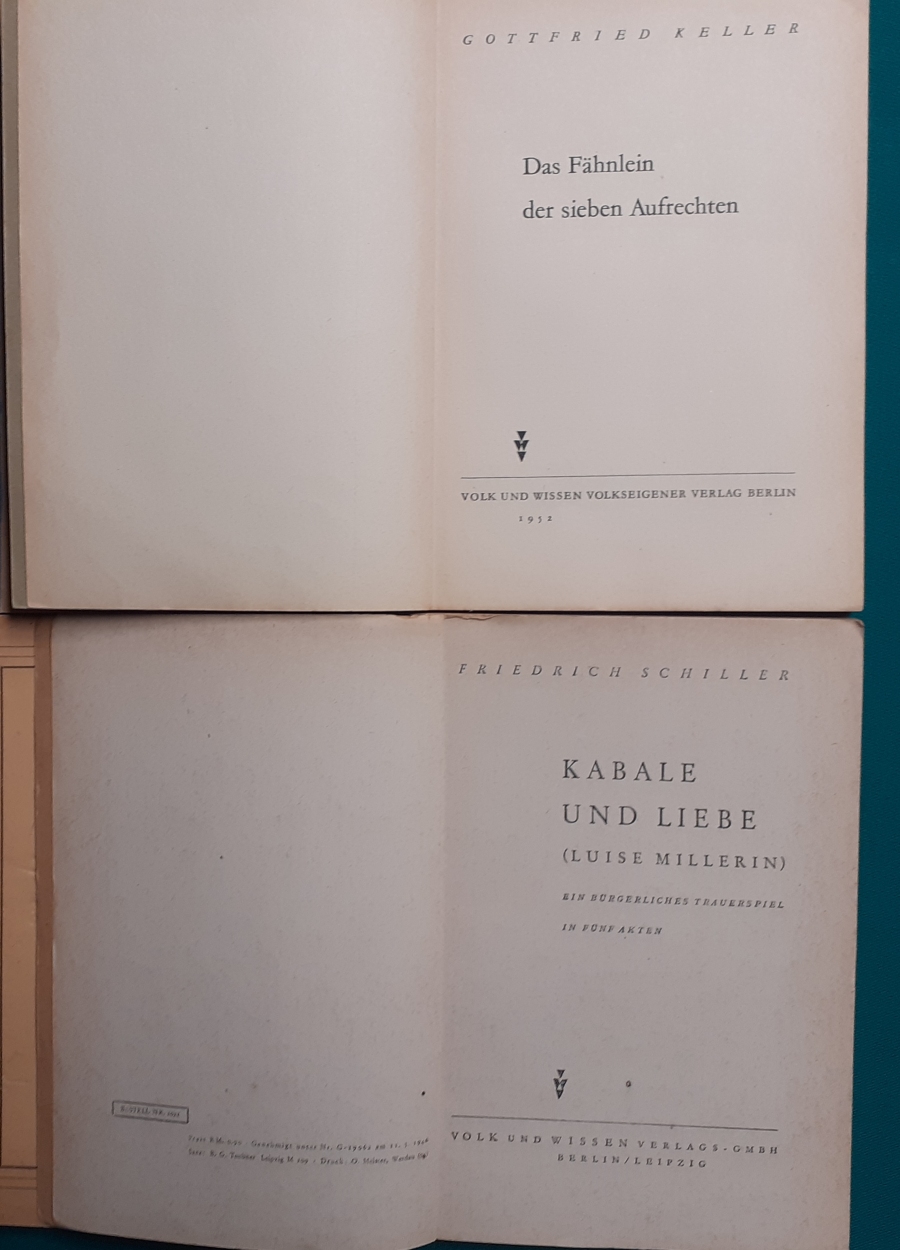 GOTTFRIED KELLER
Das Fähnlein
der sieben Aufrechten
VOLK UND WISSEN VOLKSEIGENER VERLAG BERLIN
1952
FRIEDRICH SCHILLER
KABALE
UND LIEBE
(LUISE MILLERIN)
EIN BÜRGERLICHES TRAUERSPIEL
IN FÜNF AKTEN
VOLK UND WISSEN VERLAGS-GMBH
BERLIN/LEIPZIG